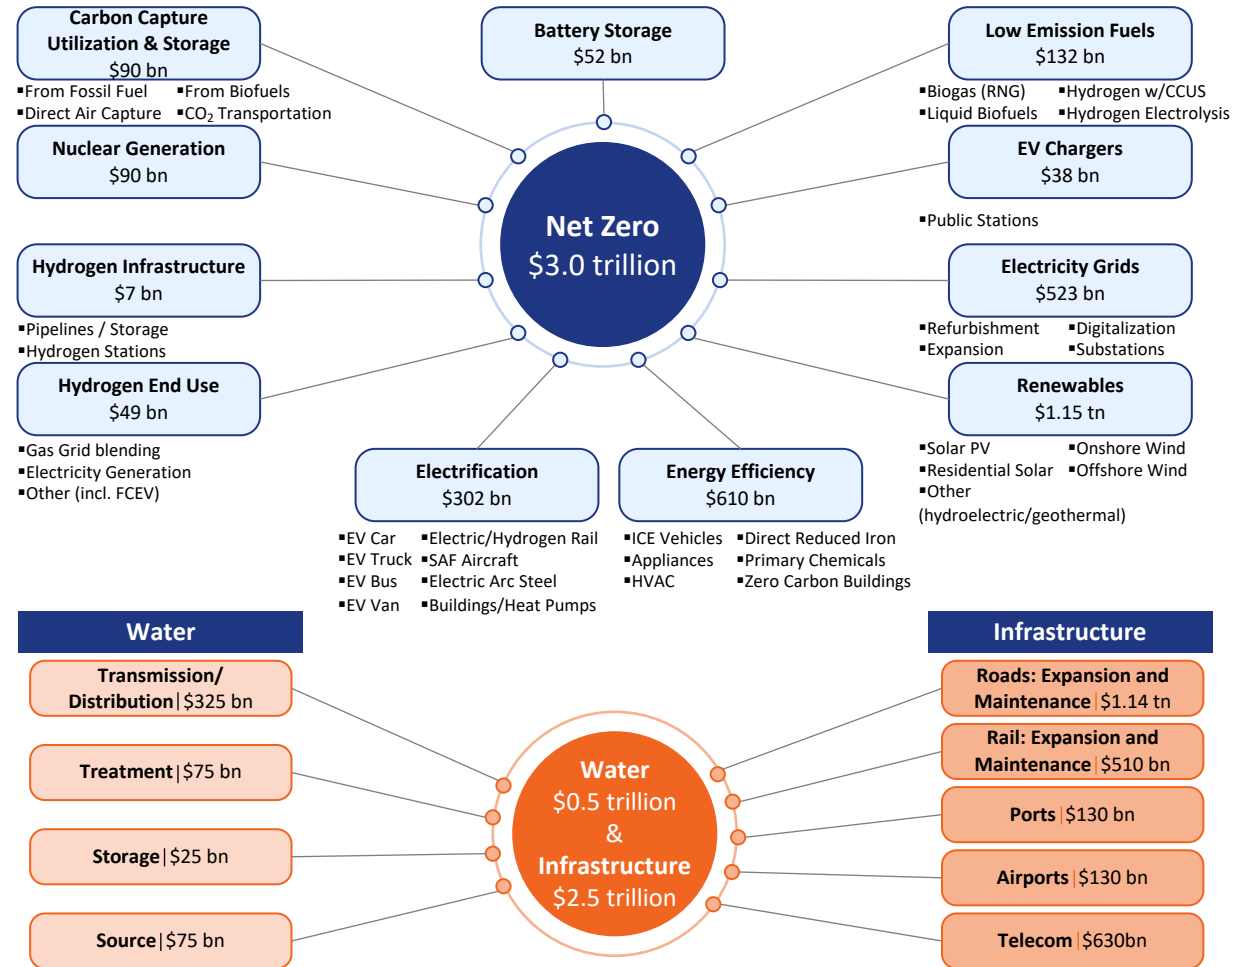 Carbon Capture
Utilization & Storage
$90 bn
▪From Fossil Fuel ▪From Biofuels
▪Direct Air Capture ▪CO₂ Transportation
Battery Storage
$52 bn
Low Emission Fuels
$132 bn
▪Biogas (RNG) ▪Hydrogen w/CCUS
▪Liquid Biofuels ▪Hydrogen Electrolysis
Nuclear Generation
$90 bn
EV Chargers
$38 bn
▪Public Stations
Net Zero
$3.0 trillion
Hydrogen Infrastructure
$7 bn
▪Pipelines / Storage
▪Hydrogen Stations
Electricity Grids
$523 bn
▪Refurbishment ▪Digitalization
▪Expansion ▪Substations
Hydrogen End Use
$49 bn
▪Gas Grid blending
▪Electricity Generation
▪Other (incl. FCEV)
Renewables
$1.15 tn
▪Solar PV ▪Onshore Wind
▪Residential Solar ▪Offshore Wind
▪Other
(hydroelectric/geothermal)
Electrification
$302 bn
▪EV Car ▪Electric/Hydrogen Rail
▪EV Truck ▪SAF Aircraft
▪EV Bus ▪Electric Arc Steel
▪EV Van ▪Buildings/Heat Pumps
Energy Efficiency
$610 bn
▪ICE Vehicles ▪Direct Reduced Iron
▪Appliances ▪Primary Chemicals
▪HVAC ▪Zero Carbon Buildings
Water
Transmission/
Distribution|$325 bn
Treatment|$75 bn
Storage|$25 bn
Source|$75 bn
Water
$0.5 trillion
&
Infrastructure
$2.5 trillion
Infrastructure
Roads: Expansion and
Maintenance|$1.14 tn
Rail: Expansion and
Maintenance|$510 bn
Ports|$130 bn
Airports|$130 bn
Telecom|$630bn